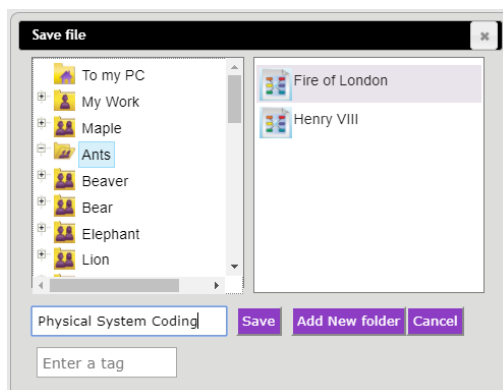 Save file
To my PC
My Work
Maple
Ants
Beaver
Bear
Elephant
Lion
Fire of London
Henry VIII
Physical System Coding
Save
Add New folder
Cancel
Enter a tag